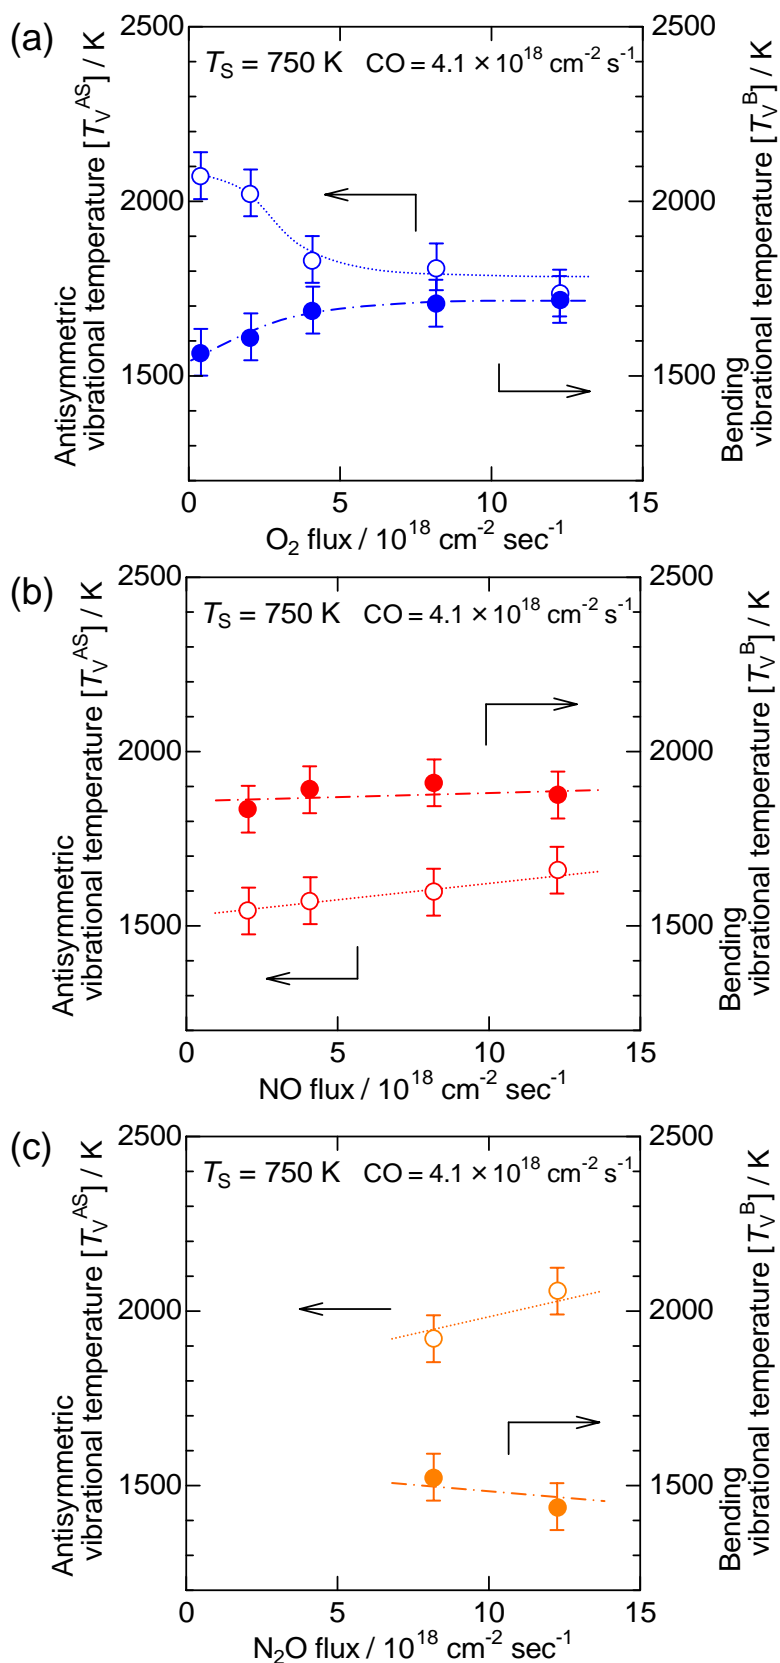 (a)
T_S = 750 K CO = 4.1 × 10^18 cm^-2 s^-1
Antisymmetric
vibrational temperature [T_V^AS] / K
2500
2000
1500
Bending
vibrational temperature [T_V^B] / K
2500
2000
1500
0 5 10 15
O_2 flux / 10^18 cm^-2 sec^-1
(b)
T_S = 750 K CO = 4.1 × 10^18 cm^-2 s^-1
Antisymmetric
vibrational temperature [T_V^AS] / K
2500
2000
1500
Bending
vibrational temperature [T_V^B] / K
2500
2000
1500
0 5 10 15
NO flux / 10^18 cm^-2 sec^-1
(c)
T_S = 750 K CO = 4.1 × 10^18 cm^-2 s^-1
Antisymmetric
vibrational temperature [T_V^AS] / K
2500
2000
1500
Bending
vibrational temperature [T_V^B] / K
2500
2000
1500
0 5 10 15
N_2O flux / 10^18 cm^-2 sec^-1